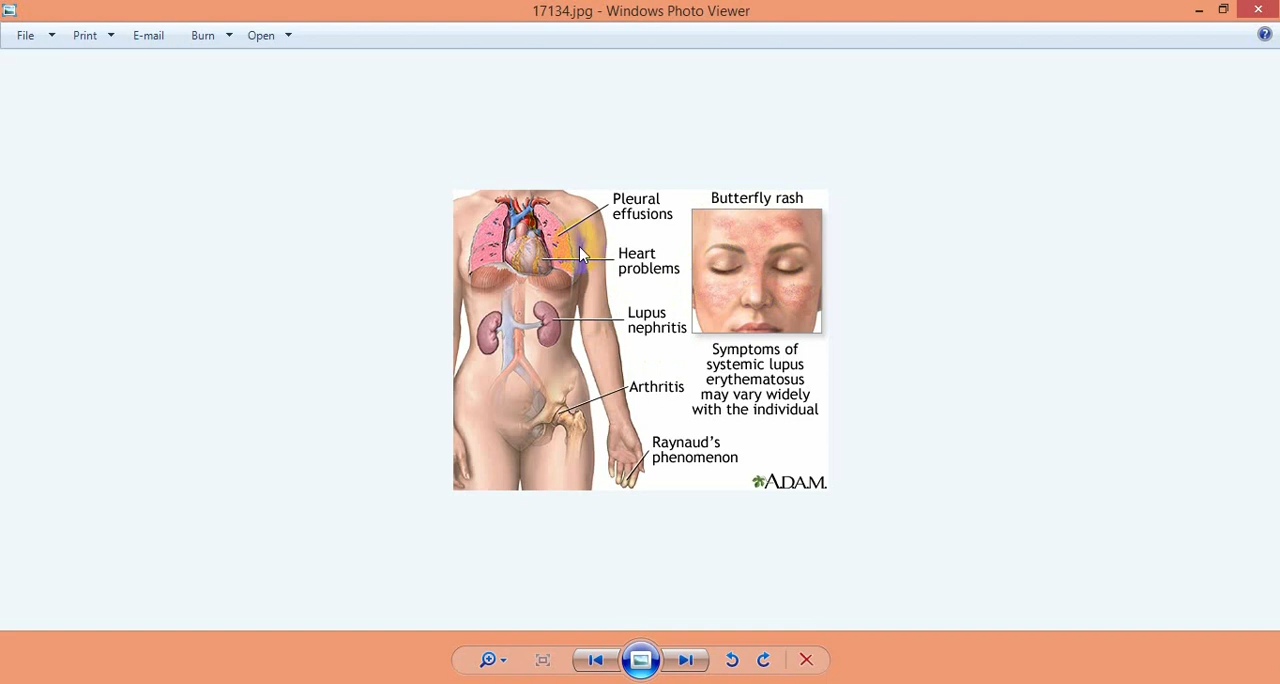 17134.jpg - Windows Photo Viewer
File Print E-mail Burn Open
Pleural
effusions
Heart
problems
Lupus
nephritis
Arthritis
Raynaud's
phenomenon
Butterfly rash
Symptoms of
systemic lupus
erythematosus
may vary widely
with the individual
A.D.A.M.